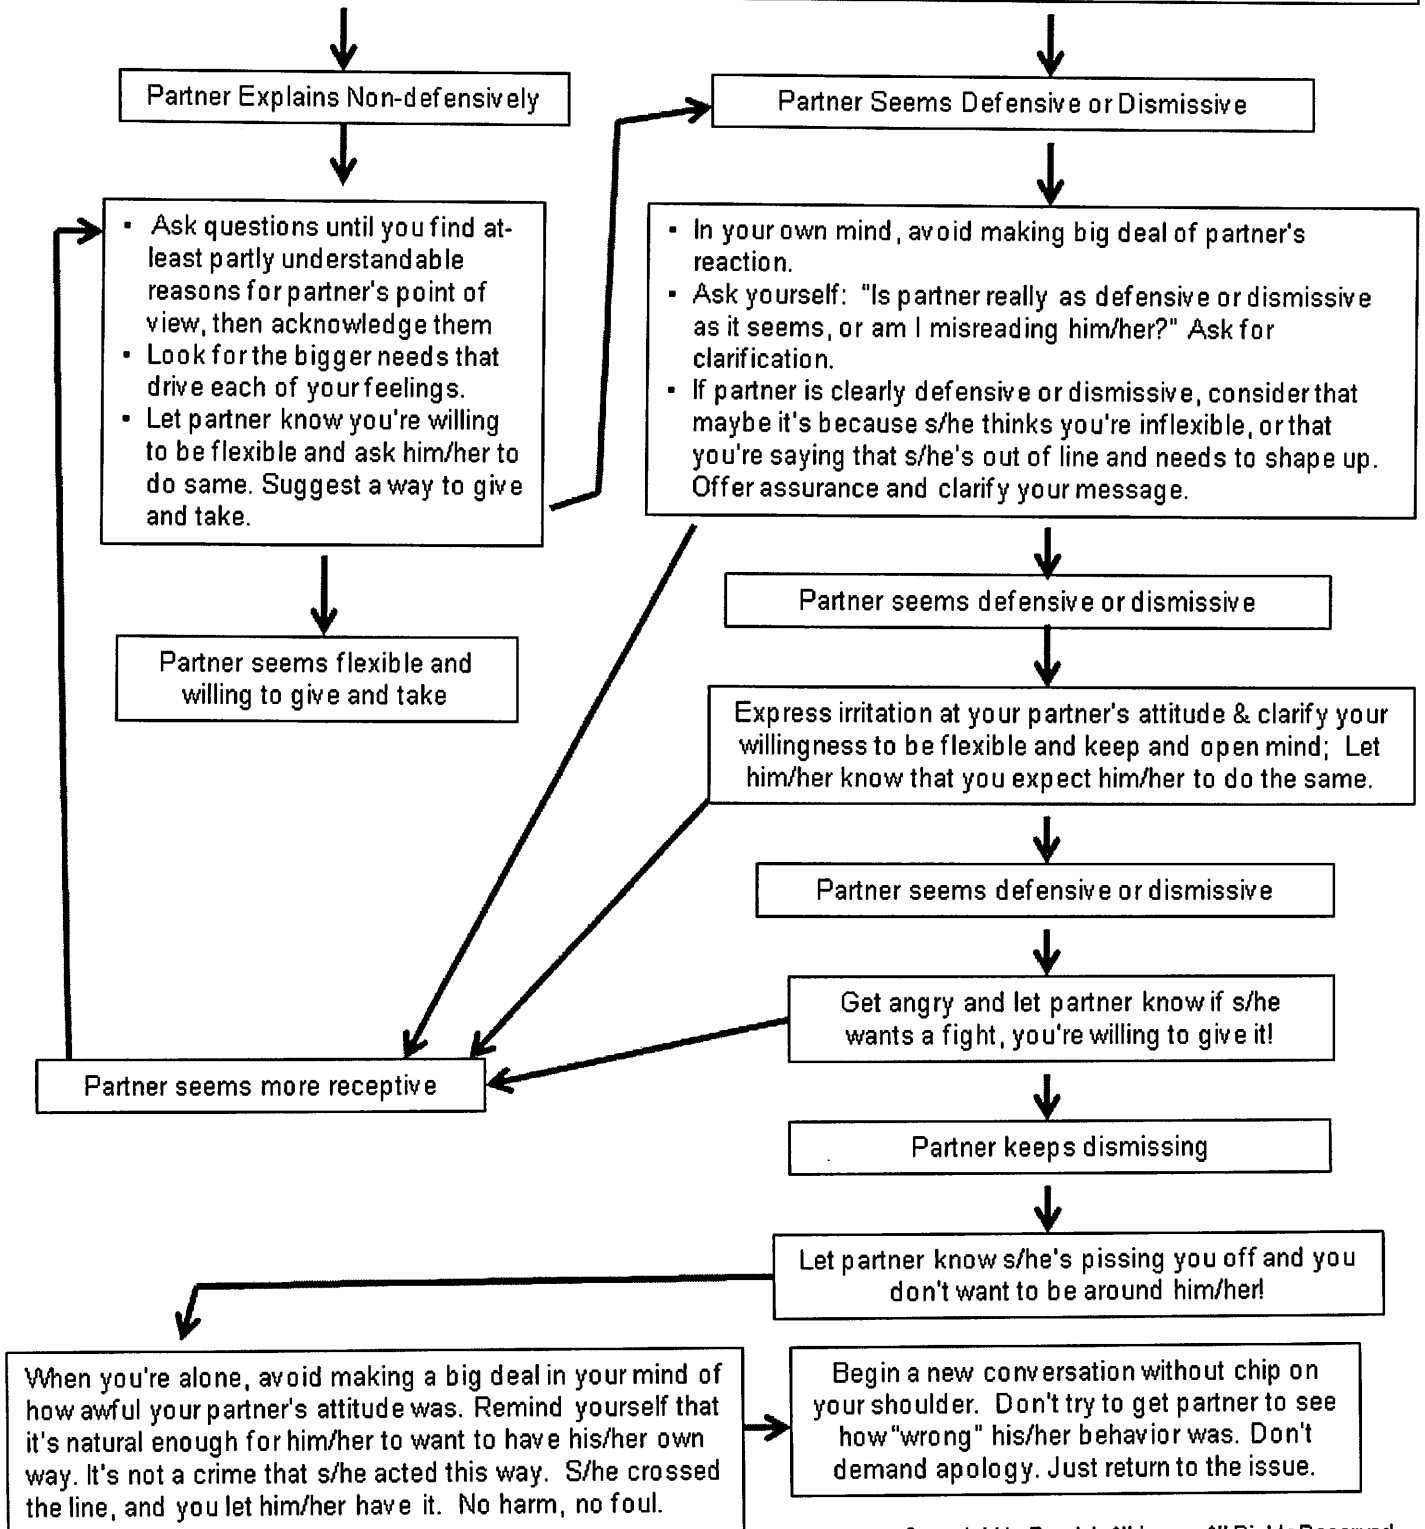 Partner Explains Non-defensively
Partner Seems Defensive or Dismissive
▪ Ask questions until you find at-
least partly understandable
reasons for partner's point of
view, then acknowledge them
▪ Look for the bigger needs that
drive each of your feelings.
▪ Let partner know you're willing
to be flexible and ask him/her to
do same. Suggest a way to give
and take.
▪ In your own mind, avoid making big deal of partner's
reaction.
▪ Ask yourself: "Is partner really as defensive or dismissive
as it seems, or am I misreading him/her?" Ask for
clarification.
▪ If partner is clearly defensive or dismissive, consider that
maybe it's because s/he thinks you're inflexible, or that
you're saying that s/he's out of line and needs to shape up.
Offer assurance and clarify your message.
Partner seems flexible and
willing to give and take
Partner seems defensive or dismissive
Express irritation at your partner's attitude & clarify your
willingness to be flexible and keep and open mind; Let
him/her know that you expect him/her to do the same.
Partner seems defensive or dismissive
Get angry and let partner know if s/he
wants a fight, you're willing to give it!
Partner seems more receptive
Partner keeps dismissing
Let partner know s/he's pissing you off and you
don't want to be around him/her!
When you're alone, avoid making a big deal in your mind of
how awful your partner's attitude was. Remind yourself that
it's natural enough for him/her to want to have his/her own
way. It's not a crime that s/he acted this way. S/he crossed
the line, and you let him/her have it. No harm, no foul.
Begin a new conversation without chip on
your shoulder. Don't try to get partner to see
how "wrong" his/her behavior was. Don't
demand apology. Just return to the issue.